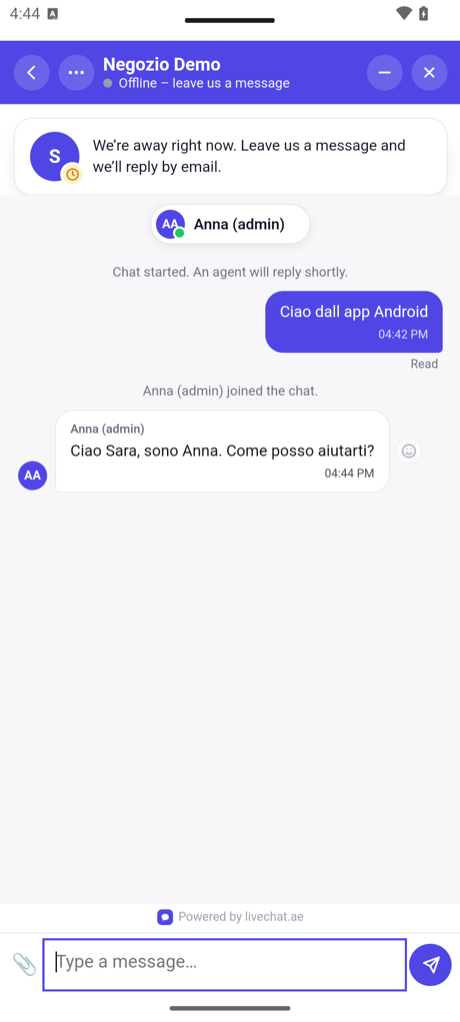 4:44 A
Negozio Demo
Offline – leave us a message
S
We're away right now. Leave us a message and
we'll reply by email.
AA Anna (admin)
Chat started. An agent will reply shortly.
Ciao dall app Android
04:42 PM
Read
Anna (admin) joined the chat.
Anna (admin)
Ciao Sara, sono Anna. Come posso aiutarti?
AA
04:44 PM
Powered by livechat.ae
Type a message…